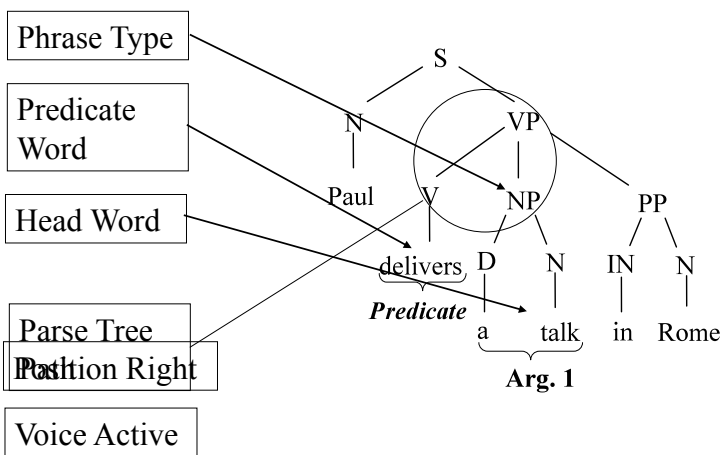 Phrase Type
Predicate
Word
Head Word
Parse Tree
Path
Position Right
Voice Active
S
N
VP
Paul
V
NP
PP
delivers
D
N
IN
N
Predicate
a
talk
in
Rome
Arg. 1